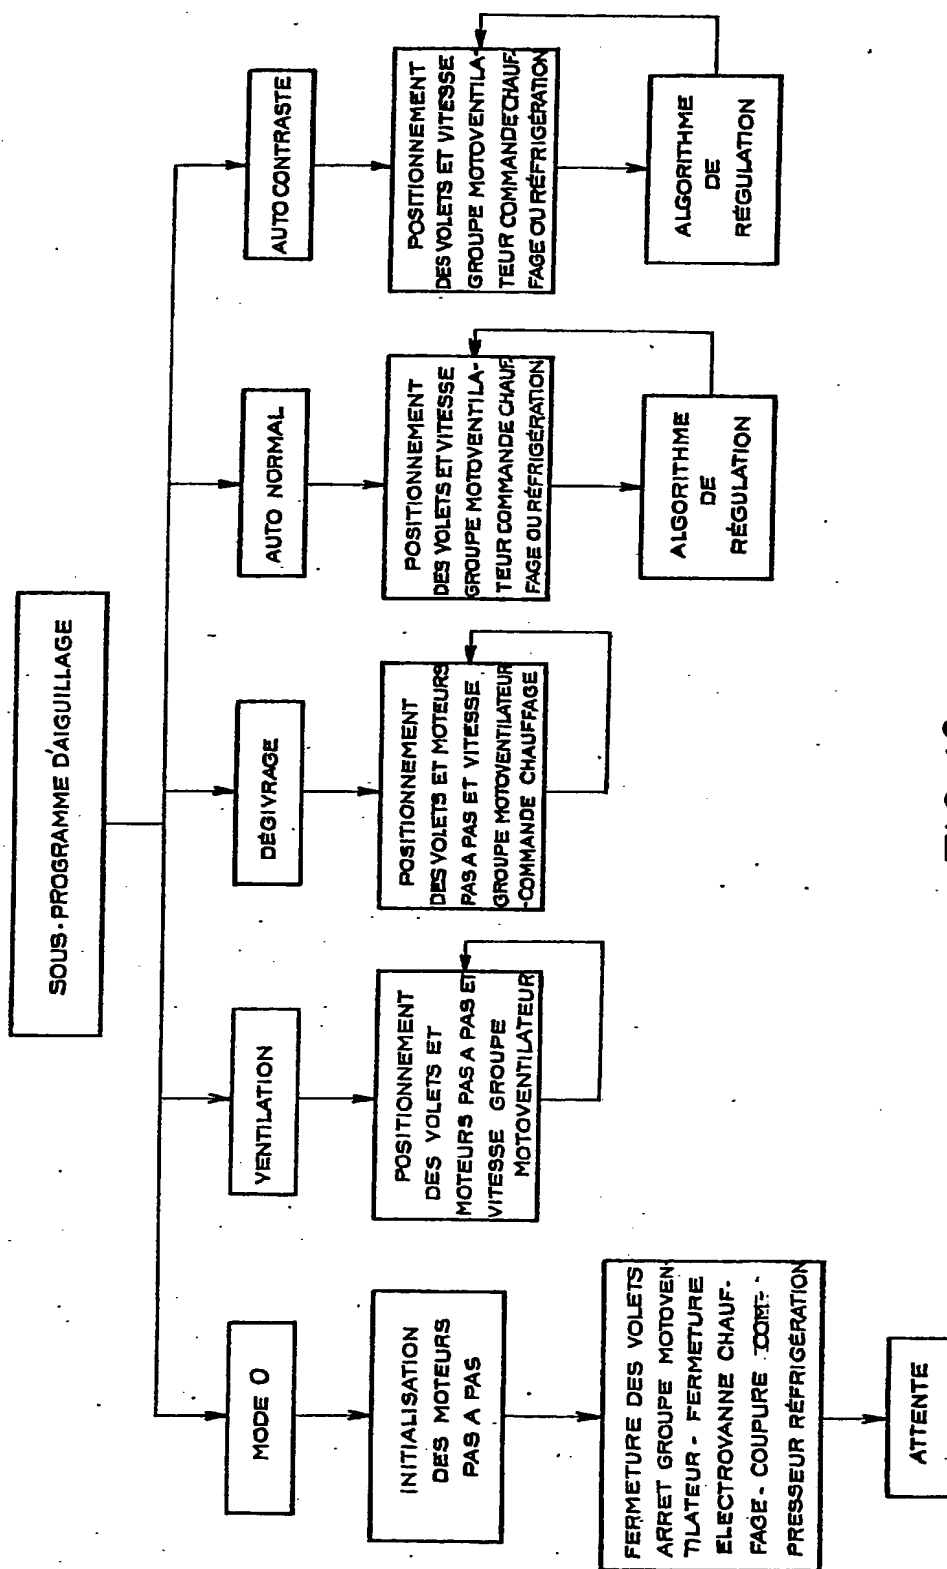 SOUS-PROGRAMME D'AIGUILLAGE
MODE 0
INITIALISATION
DES MOTEURS
PAS A PAS
FERMETURE DES VOLETS
ARRET GROUPE MOTOVEN-
TLATEUR - FERMETURE
ELECTROVANNE CHAUF-
FAGE - COUPURE COM-
PRESSEUR RÉFRIGÉRATION
ATTENTE
VENTILATION
POSITIONNEMENT
DES VOLETS ET
MOTEURS PAS A PAS ET
VITESSE GROUPE
MOTOVENTILATEUR
DÉGIVRAGE
POSITIONNEMENT
DES VOLETS ET MOTEURS
PAS A PAS ET VITESSE
GROUPE MOTOVENTILATEUR
-COMMANDE CHAUFFAGE
AUTO NORMAL
POSITIONNEMENT
DES VOLETS ET VITESSE
GROUPE MOTOVENTILA-
TEUR COMMANDE CHAUF-
FAGE OU RÉFRIGÉRATION
ALGORITHME
DE
RÉGULATION
AUTO CONTRASTE
POSITIONNEMENT
DES VOLETS ET VITESSE
GROUPE MOTOVENTILA-
TEUR COMMANDE CHAUF-
FAGE OU RÉFRIGÉRATION
ALGORITHME
DE
RÉGULATION